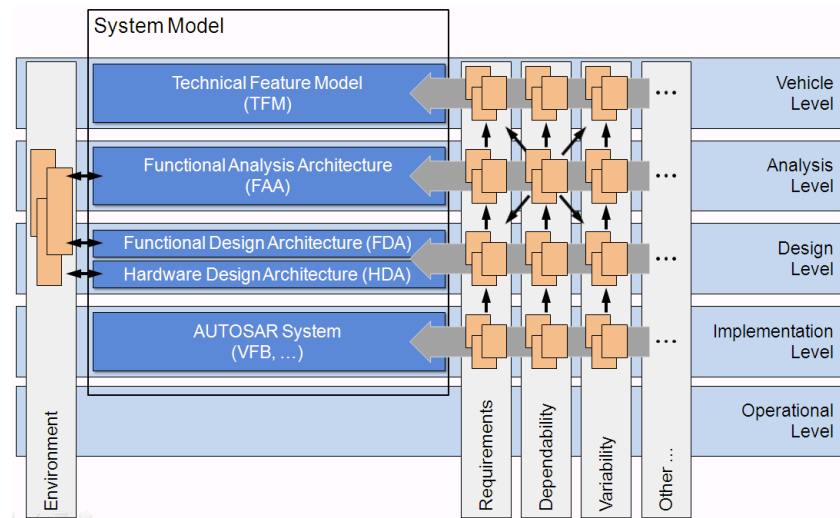 System Model
Technical Feature Model
(TFM)
Vehicle
Level
Functional Analysis Architecture
(FAA)
Analysis
Level
Functional Design Architecture (FDA)
Hardware Design Architecture (HDA)
Design
Level
AUTOSAR System
(VFB, …)
Implementation
Level
Operational
Level
Environment
Requirements
Dependability
Variability
Other ...
...
...
...
...